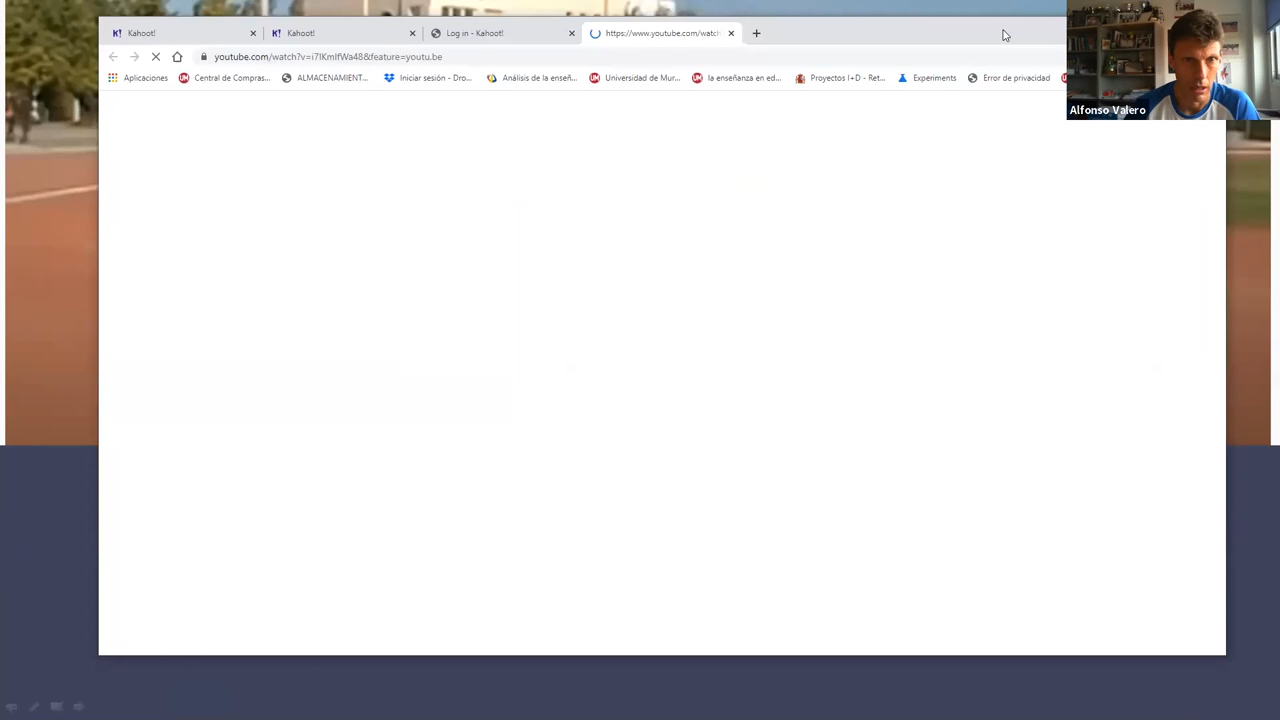 Kahoot!
Kahoot!
Log in - Kahoot!
https://www.youtube.com/watch
youtube.com/watch?v=i7IKmIfWa48&feature=youtu.be
Aplicaciones
Central de Compras...
ALMACENAMIENT...
Iniciar sesión - Dro...
Análisis de la enseñ...
Universidad de Mur...
la enseñanza en ed...
Proyectos I+D - Ret...
Experiments
Error de privacidad
Alfonso Valero